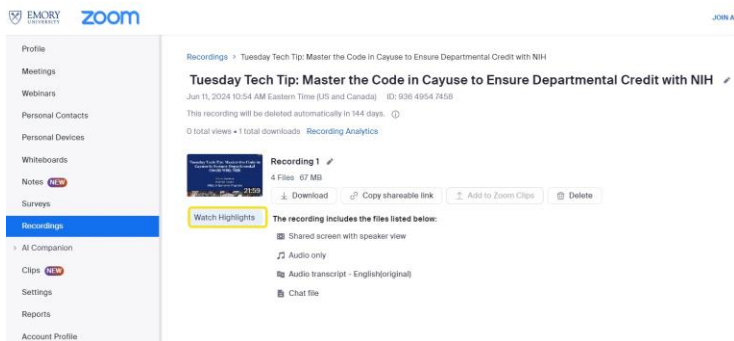 EMORY
UNIVERSITY
zoom
JOIN A
Profile
Meetings
Webinars
Personal Contacts
Personal Devices
Whiteboards
Notes NEW
Surveys
Recordings
AI Companion
Clips NEW
Settings
Reports
Account Profile
Recordings > Tuesday Tech Tip: Master the Code in Cayuse to Ensure Departmental Credit with NIH
Tuesday Tech Tip: Master the Code in Cayuse to Ensure Departmental Credit with NIH
Jun 11, 2024 10:54 AM Eastern Time (US and Canada) ID: 936 4954 7458
This recording will be deleted automatically in 144 days.
0 total views • 1 total downloads Recording Analytics
21:59
Recording 1
4 Files 67 MB
Download Copy shareable link Add to Zoom Clips Delete
Watch Highlights
The recording includes the files listed below:
Shared screen with speaker view
Audio only
Audio transcript - English(original)
Chat file